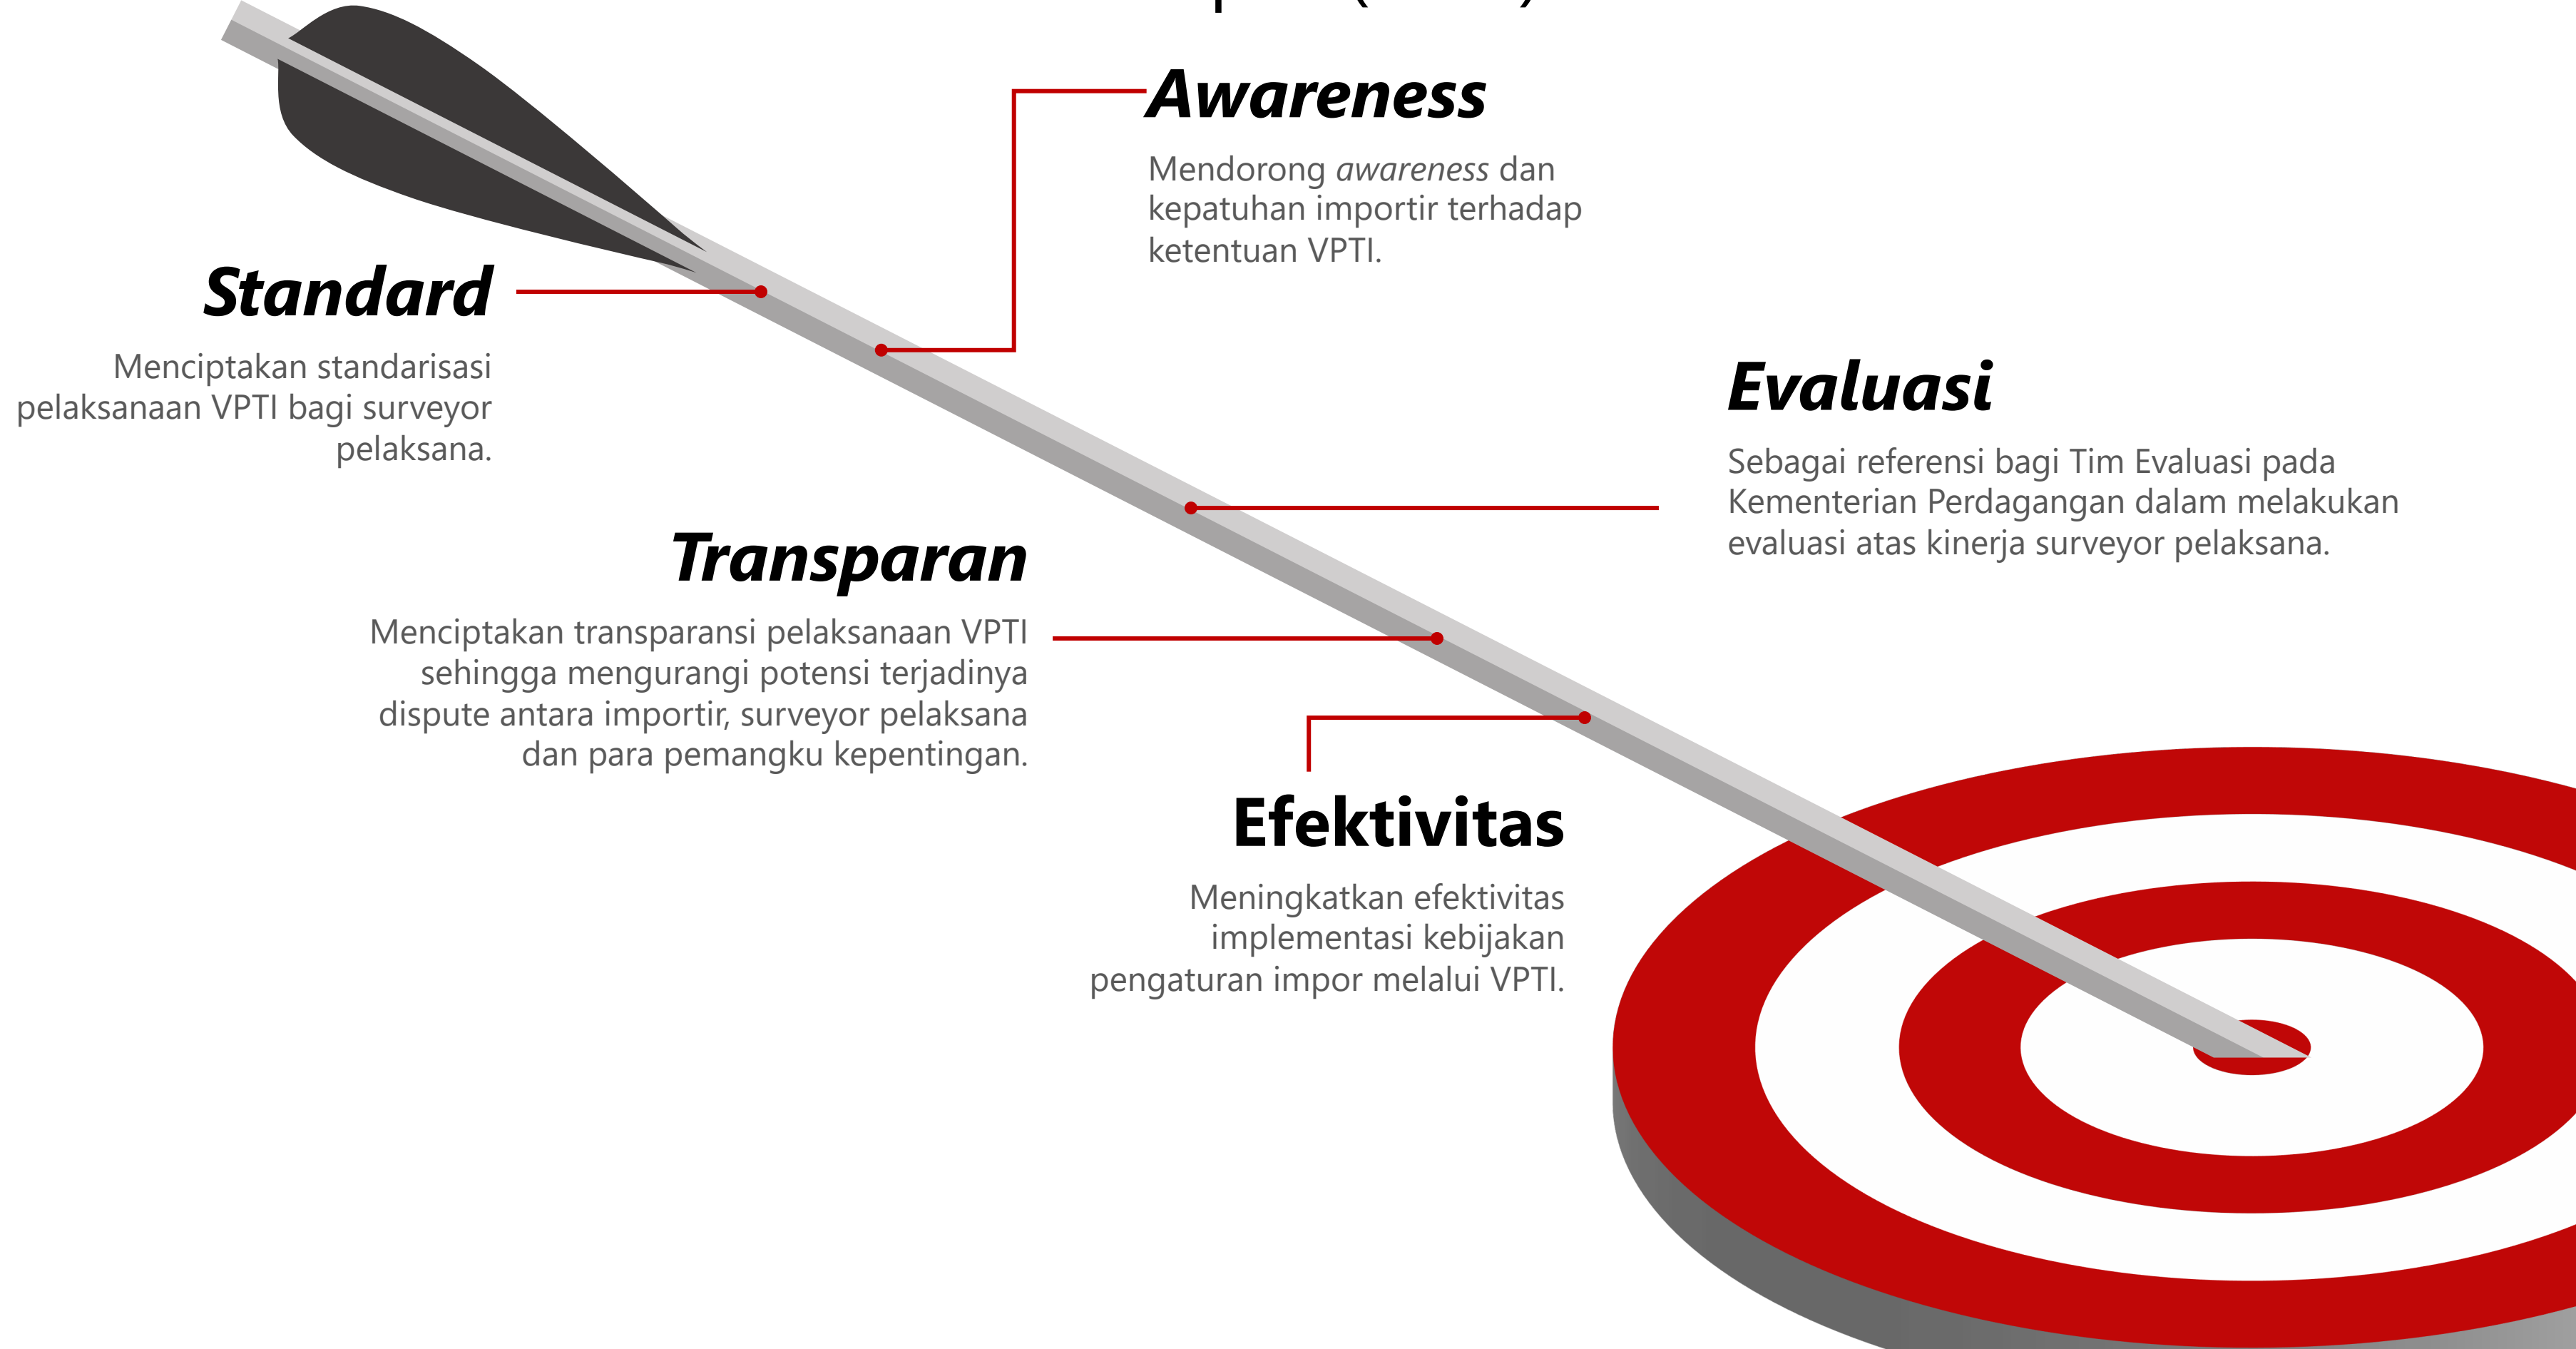 Awareness
Mendorong awareness dan
kepatuhan importir terhadap
ketentuan VPTI.
Standard
Menciptakan standarisasi
pelaksanaan VPTI bagi surveyor
pelaksana.
Evaluasi
Sebagai referensi bagi Tim Evaluasi pada
Kementerian Perdagangan dalam melakukan
evaluasi atas kinerja surveyor pelaksana.
Transparan
Menciptakan transparansi pelaksanaan VPTI
sehingga mengurangi potensi terjadinya
dispute antara importir, surveyor pelaksana
dan para pemangku kepentingan.
Efektivitas
Meningkatkan efektivitas
implementasi kebijakan
pengaturan impor melalui VPTI.